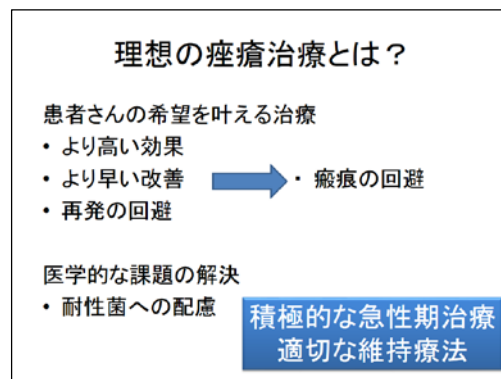 理想の痤瘡治療とは？
患者さんの希望を叶える治療
• より高い効果
• より早い改善
• 再発の回避
• 瘢痕の回避
医学的な課題の解決
• 耐性菌への配慮
積極的な急性期治療
適切な維持療法